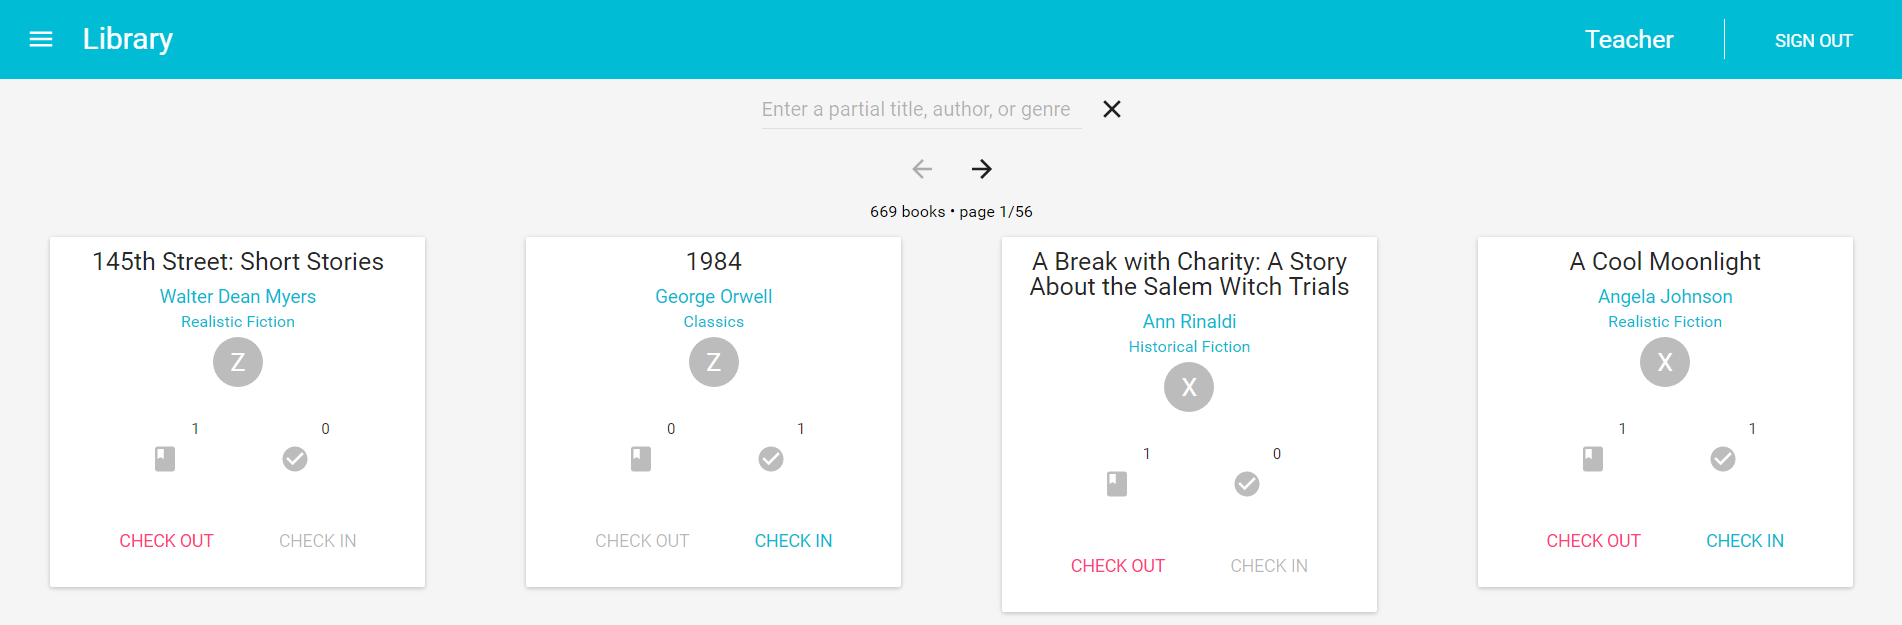 Library
Teacher
SIGN OUT
Enter a partial title, author, or genre
669 books • page 1/56
145th Street: Short Stories
Walter Dean Myers
Realistic Fiction
Z
1
0
CHECK OUT
CHECK IN
1984
George Orwell
Classics
Z
0
1
CHECK OUT
CHECK IN
A Break with Charity: A Story
About the Salem Witch Trials
Ann Rinaldi
Historical Fiction
X
1
0
CHECK OUT
CHECK IN
A Cool Moonlight
Angela Johnson
Realistic Fiction
X
1
1
CHECK OUT
CHECK IN